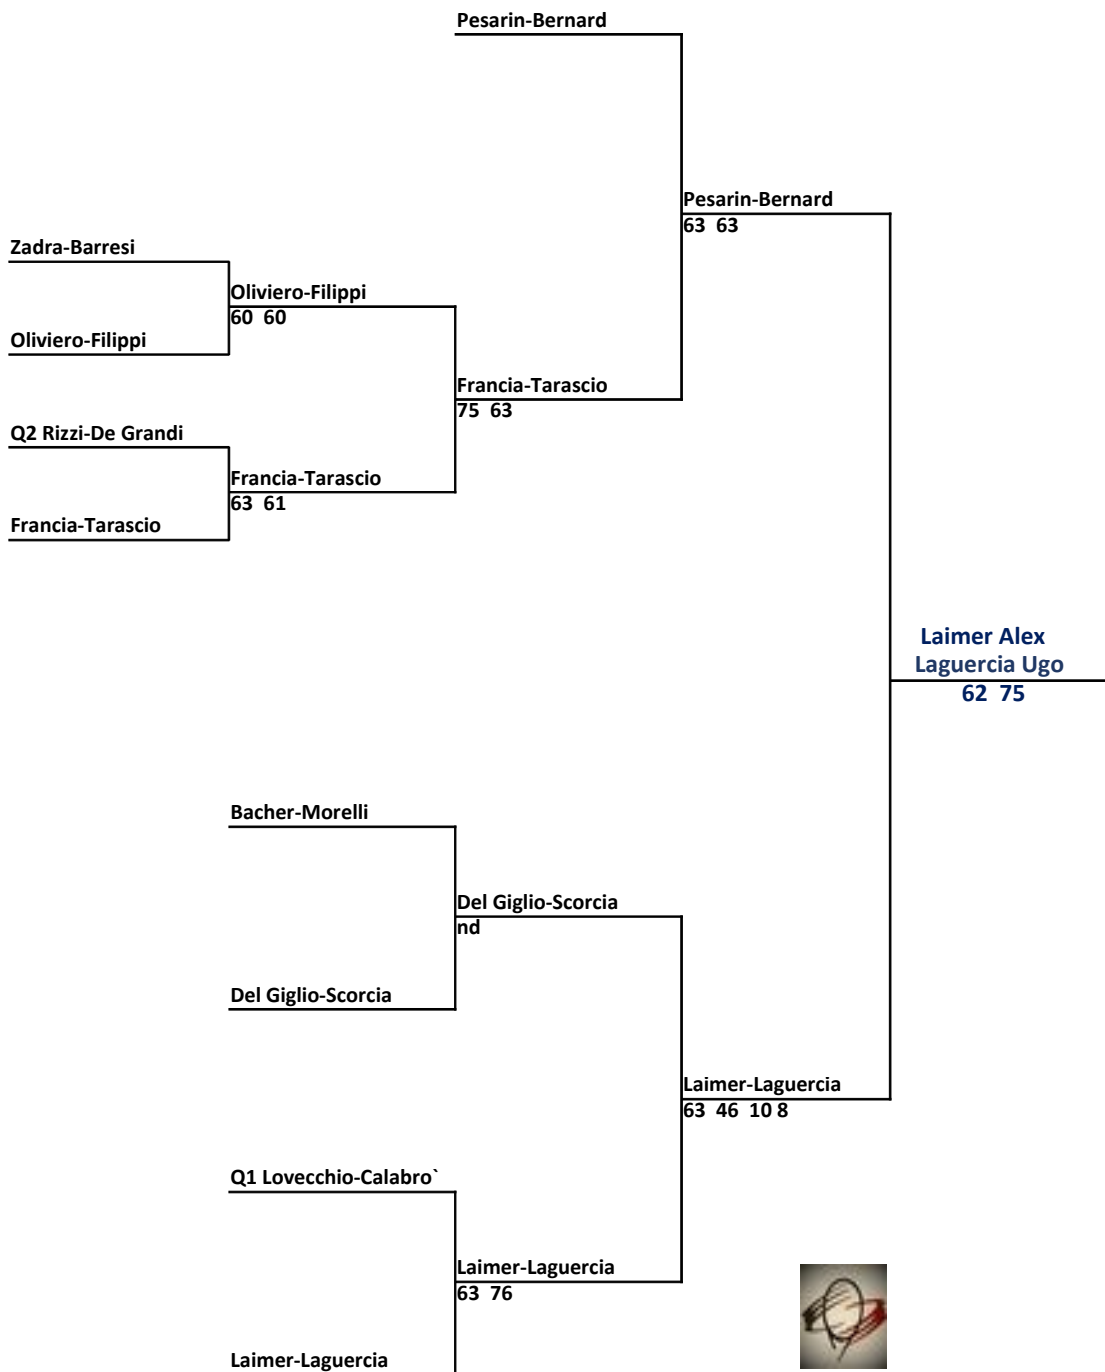 Pesarin-Bernard
Pesarin-Bernard
63 63
Zadra-Barresi
Oliviero-Filippi
60 60
Oliviero-Filippi
Francia-Tarascio
75 63
Q2 Rizzi-De Grandi
Francia-Tarascio
63 61
Francia-Tarascio
Laimer Alex
Laguercia Ugo
62 75
Bacher-Morelli
Del Giglio-Scorcia
nd
Del Giglio-Scorcia
Laimer-Laguercia
63 46 10 8
Q1 Lovecchio-Calabro`
Laimer-Laguercia
63 76
Laimer-Laguercia